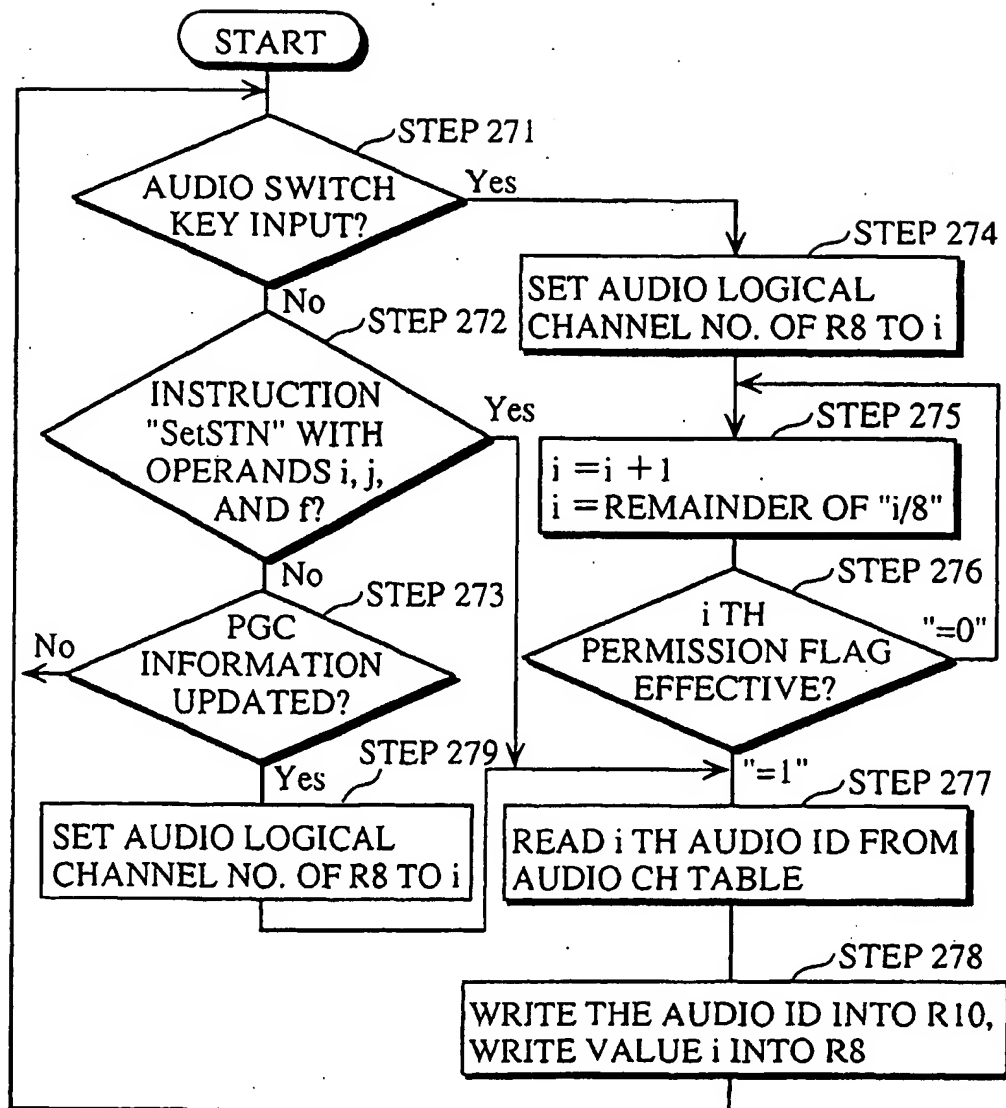 START
STEP 271
AUDIO SWITCH
KEY INPUT?
Yes
No
STEP 272
INSTRUCTION
"SetSTN" WITH
OPERANDS i, j,
AND f?
Yes
No
STEP 273
PGC
INFORMATION
UPDATED?
No
Yes
STEP 279
SET AUDIO LOGICAL
CHANNEL NO. OF R8 TO i
STEP 274
SET AUDIO LOGICAL
CHANNEL NO. OF R8 TO i
STEP 275
i = i + 1
i = REMAINDER OF "i/8"
STEP 276
i TH
PERMISSION FLAG
EFFECTIVE?
"=0"
"=1"
STEP 277
READ i TH AUDIO ID FROM
AUDIO CH TABLE
STEP 278
WRITE THE AUDIO ID INTO R10,
WRITE VALUE i INTO R8